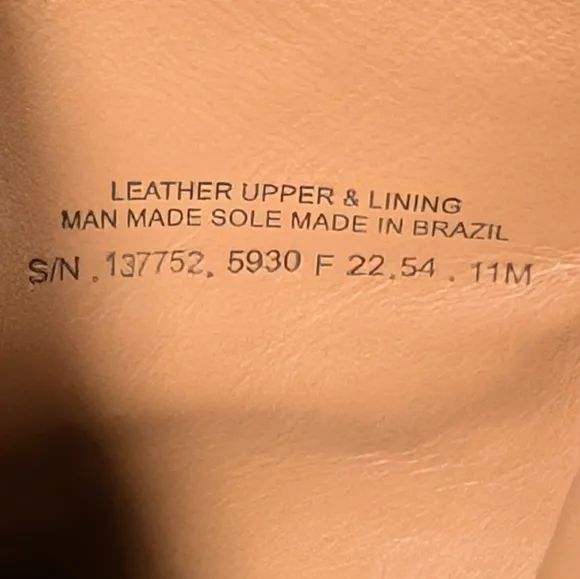 LEATHER UPPER & LINING
MAN MADE SOLE MADE IN BRAZIL
S/N . 137752. 5930 F 22.54 . 11M